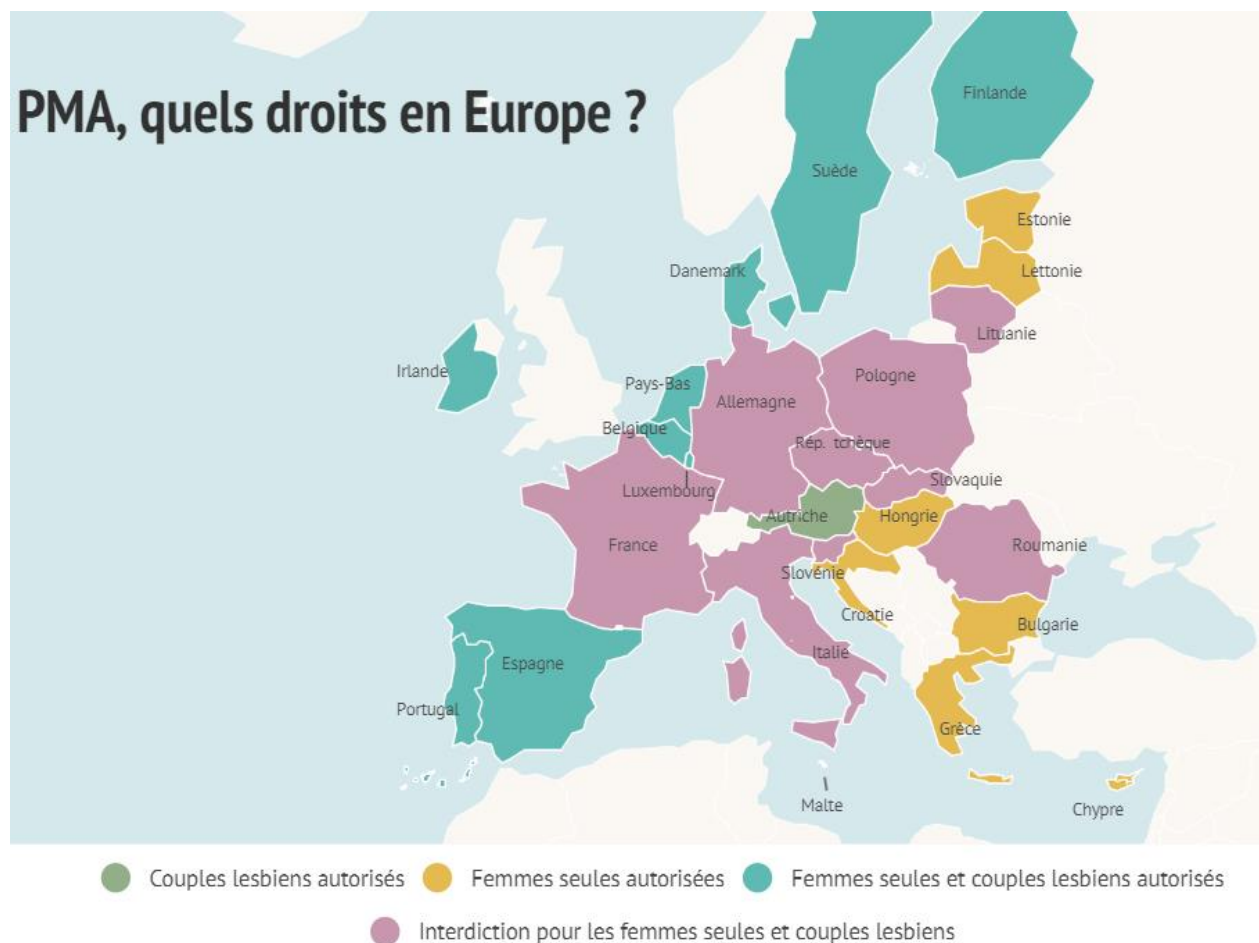 PMA, quels droits en Europe ?
Finlande
Suède
Estonie
Danemark
Lettonie
Lituanie
Irlande
Pays-Bas
Allemagne
Pologne
Belgique
Rép. tchèque
Luxembourg
Slovaquie
Autriche
Hongrie
France
Roumanie
Slovénie
Croatie
Bulgarie
Italie
Espagne
Portugal
Grèce
Malte
Chypre
Couples lesbiens autorisés
Femmes seules autorisées
Femmes seules et couples lesbiens autorisés
Interdiction pour les femmes seules et couples lesbiens